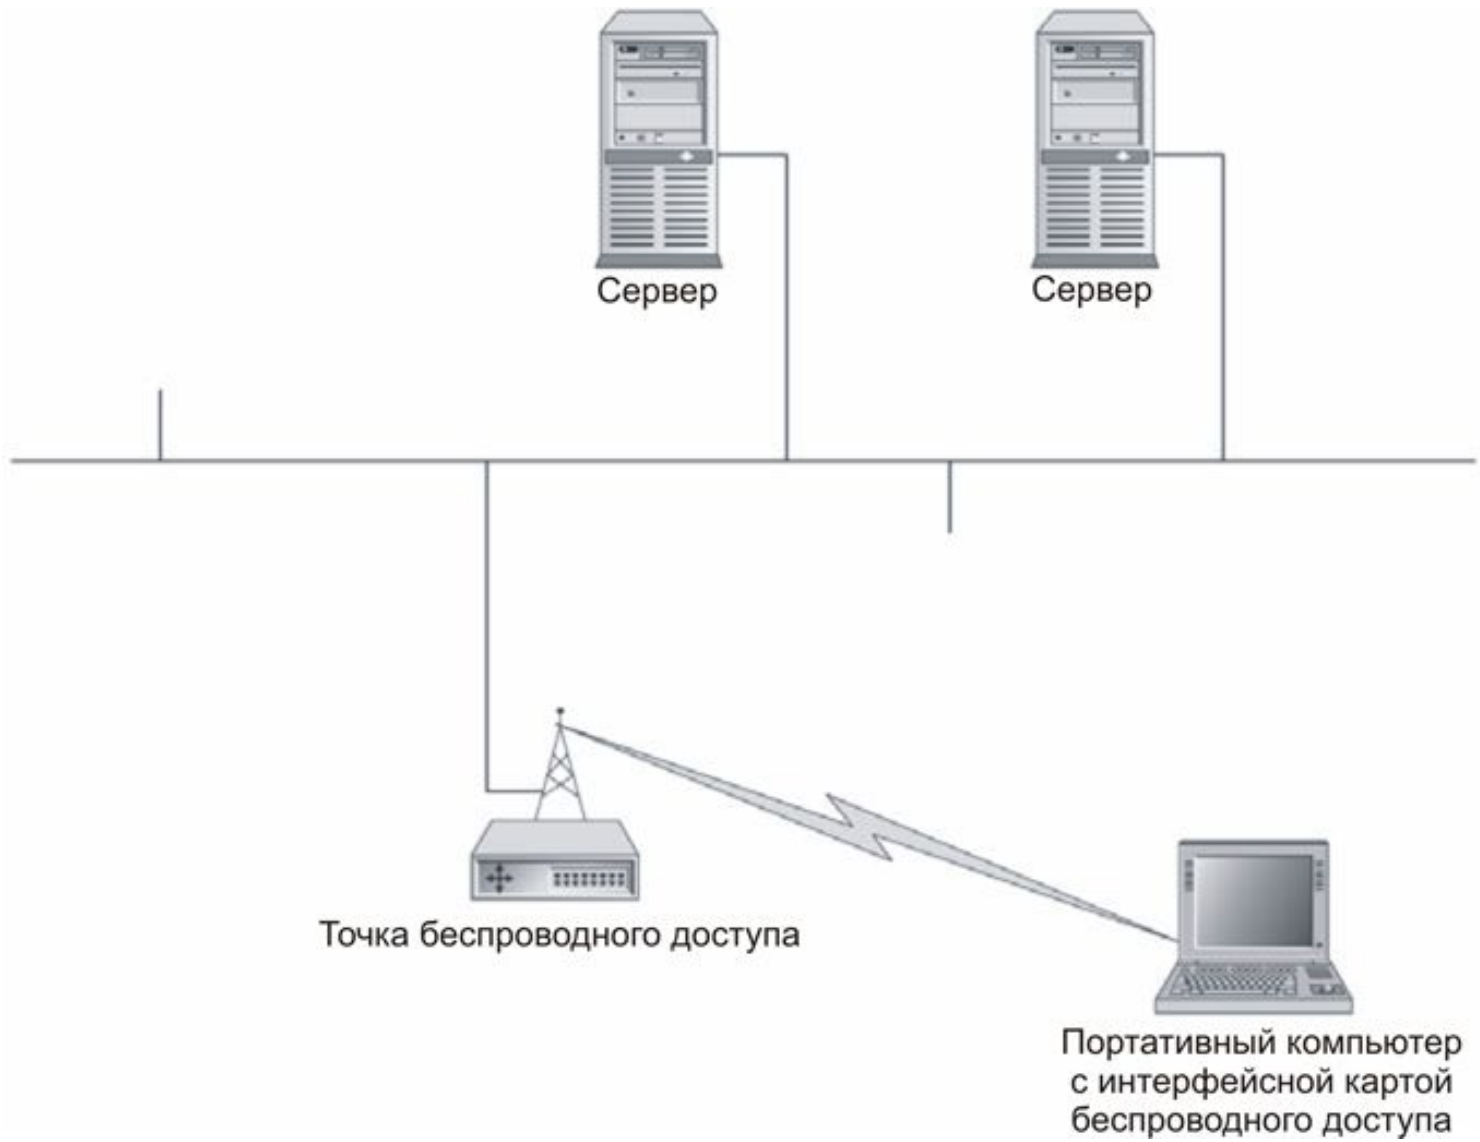 Сервер
Сервер
Точка беспроводного доступа
Портативный компьютер
с интерфейсной картой
беспроводного доступа